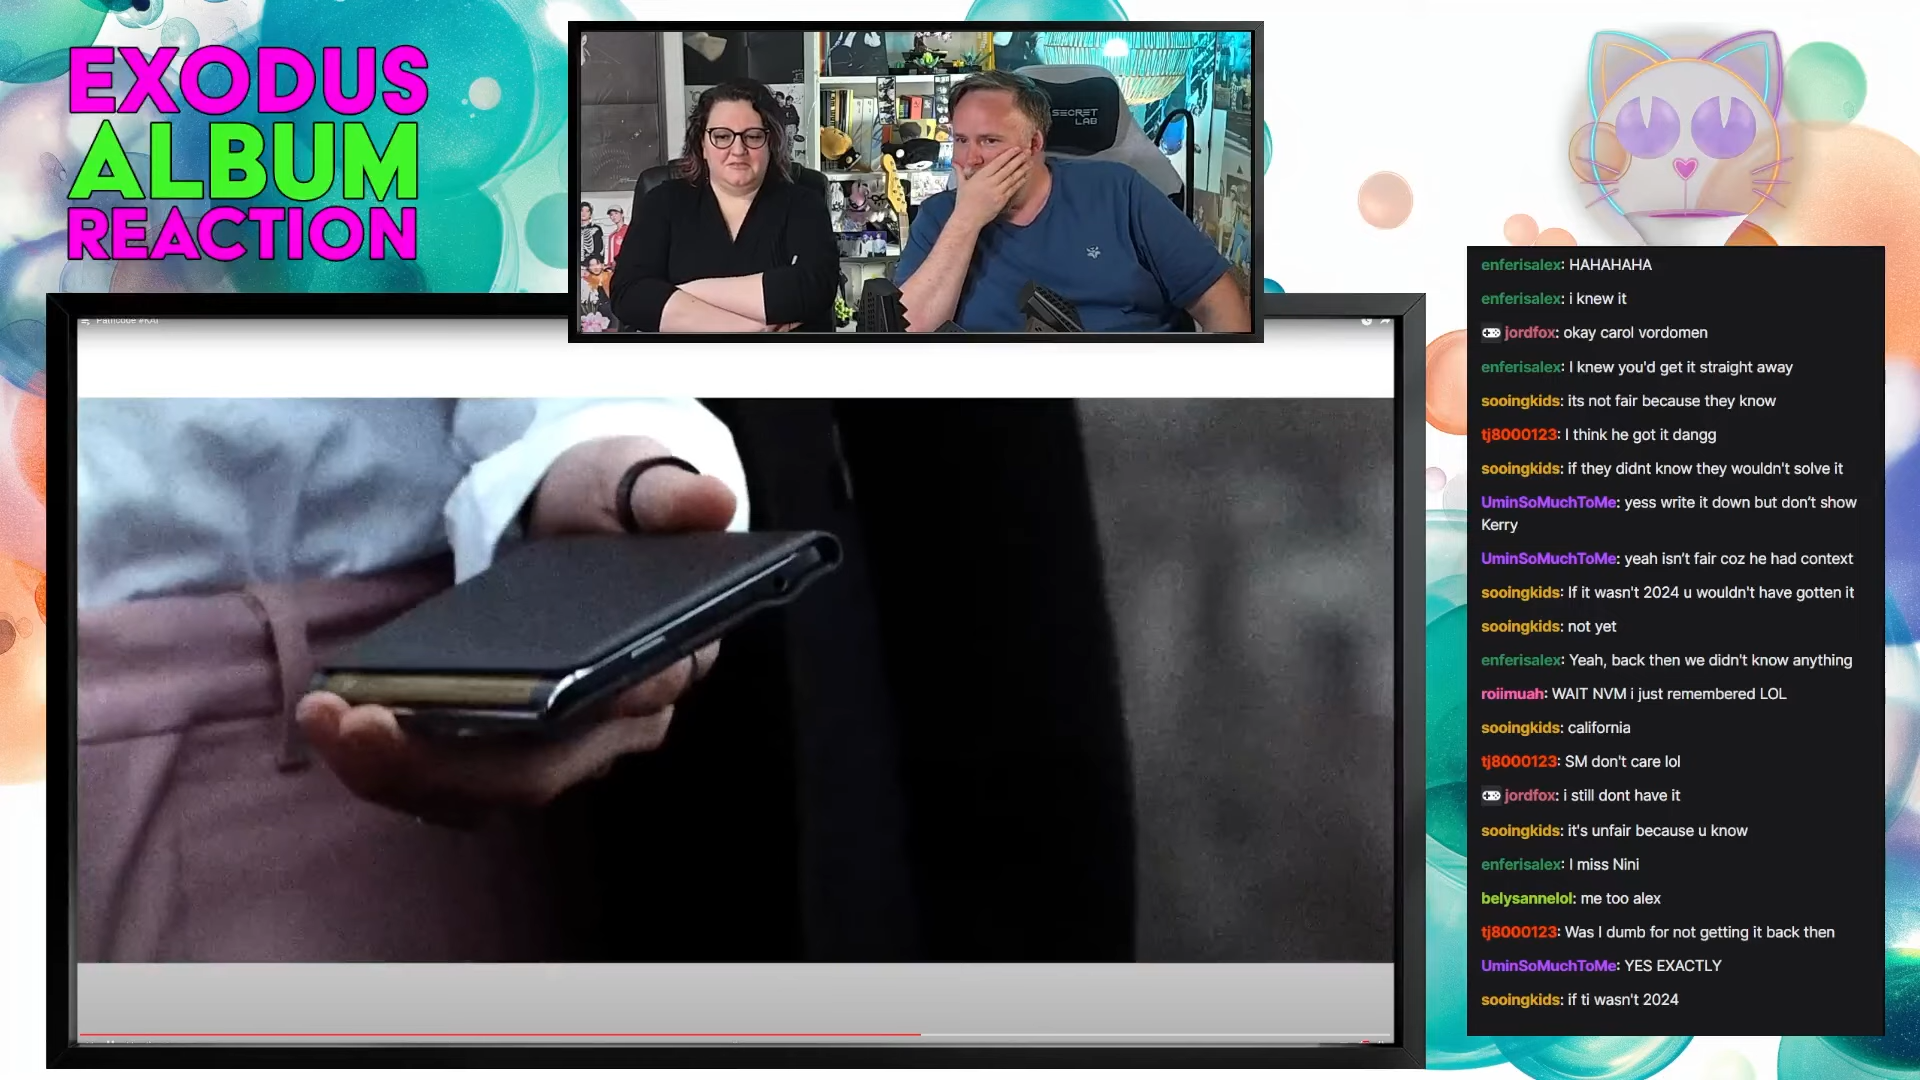 EXODUS
ALBUM
REACTION
SECRET
LAB
Pathcode #KAI
enferisalex: HAHAHAHA
enferisalex: i knew it
jordfox: okay carol vordomen
enferisalex: I knew you'd get it straight away
sooingkids: its not fair because they know
tj8000123: I think he got it dangg
sooingkids: if they didnt know they wouldn't solve it
UminSoMuchToMe: yess write it down but don’t show
Kerry
UminSoMuchToMe: yeah isn’t fair coz he had context
sooingkids: If it wasn't 2024 u wouldn't have gotten it
sooingkids: not yet
enferisalex: Yeah, back then we didn't know anything
roiimuah: WAIT NVM i just remembered LOL
sooingkids: california
tj8000123: SM don't care lol
jordfox: i still dont have it
sooingkids: it's unfair because u know
enferisalex: I miss Nini
belysannelol: me too alex
tj8000123: Was I dumb for not getting it back then
UminSoMuchToMe: YES EXACTLY
sooingkids: if ti wasn't 2024